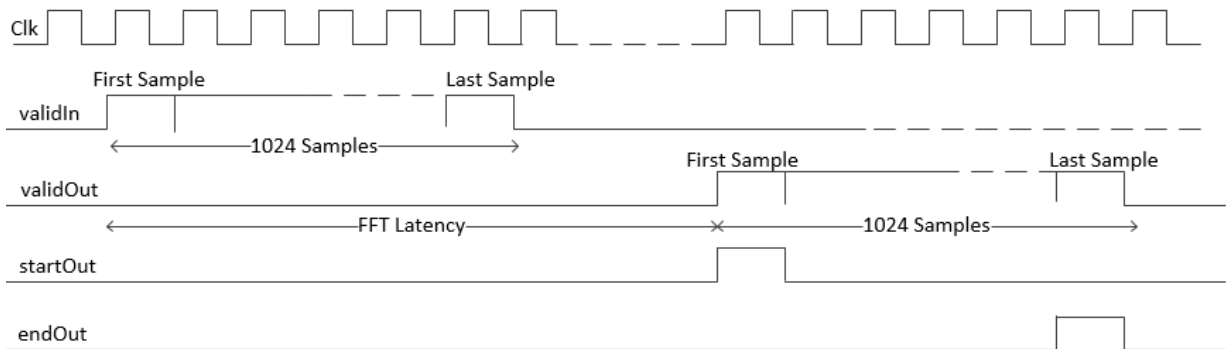 Clk
First Sample
Last Sample
validIn
1024 Samples
First Sample
Last Sample
validOut
FFT Latency
1024 Samples
startOut
endOut